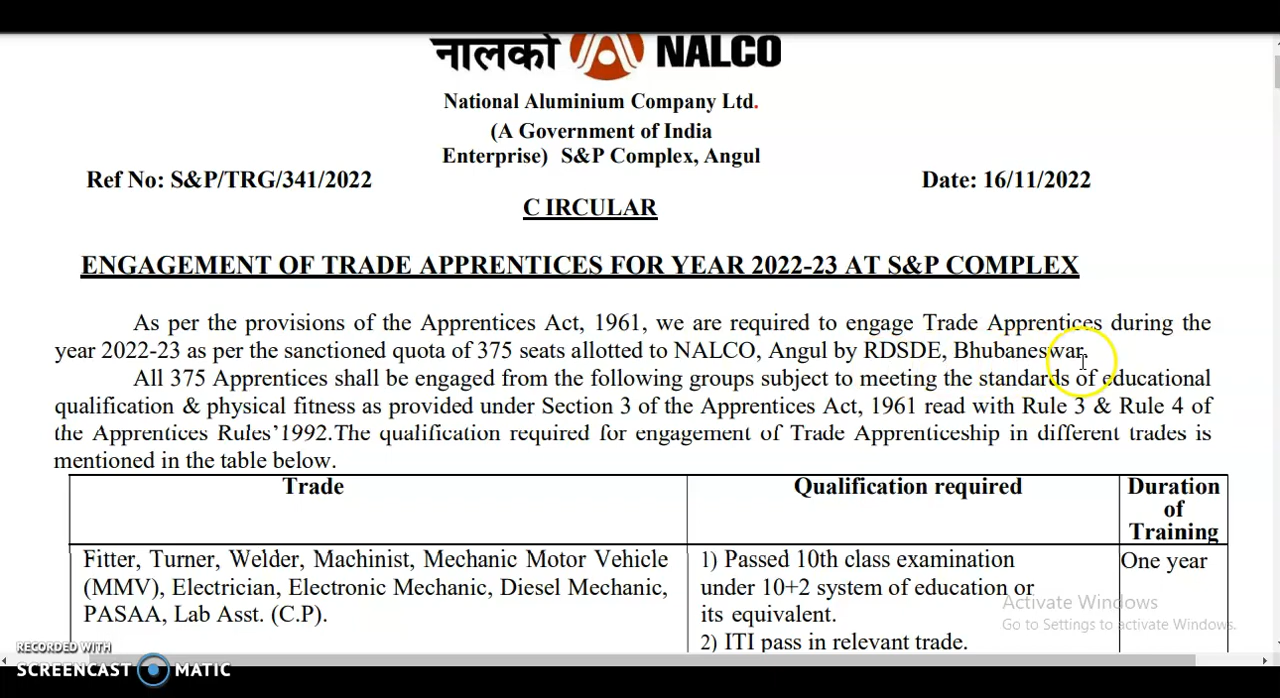 नालको NALCO
National Aluminium Company Ltd.
(A Government of India
Enterprise) S&P Complex, Angul
Ref No: S&P/TRG/341/2022 Date: 16/11/2022
C IRCULAR
ENGAGEMENT OF TRADE APPRENTICES FOR YEAR 2022-23 AT S&P COMPLEX
As per the provisions of the Apprentices Act, 1961, we are required to engage Trade Apprentices during the
year 2022-23 as per the sanctioned quota of 375 seats allotted to NALCO, Angul by RDSDE, Bhubaneswar.
All 375 Apprentices shall be engaged from the following groups subject to meeting the standards of educational
qualification & physical fitness as provided under Section 3 of the Apprentices Act, 1961 read with Rule 3 & Rule 4 of
the Apprentices Rules’1992.The qualification required for engagement of Trade Apprenticeship in different trades is
mentioned in the table below.
Trade Qualification required Duration
of
Training
Fitter, Turner, Welder, Machinist, Mechanic Motor Vehicle
(MMV), Electrician, Electronic Mechanic, Diesel Mechanic,
PASAA, Lab Asst. (C.P).
1) Passed 10th class examination
under 10+2 system of education or
its equivalent.
2) ITI pass in relevant trade.
One year
Activate Windows
Go to Settings to activate Windows.
RECORDED WITH
SCREENCAST MATIC